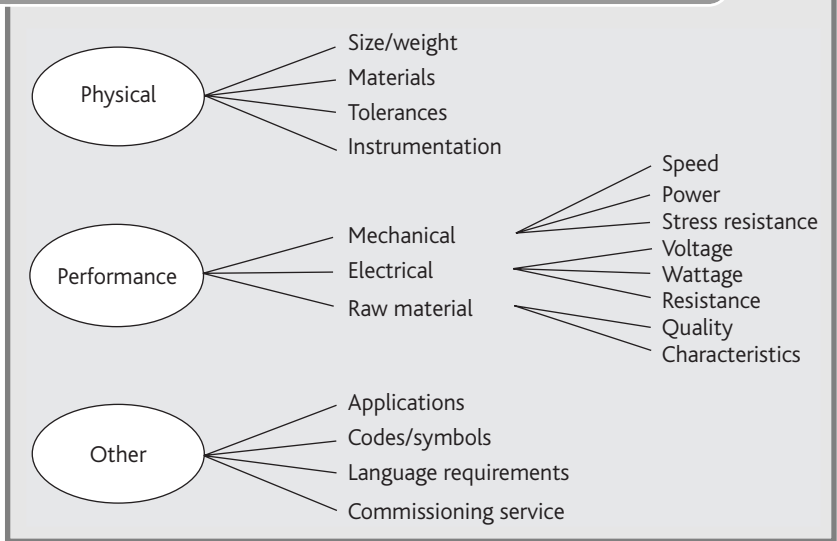 Physical
Size/weight
Materials
Tolerances
Instrumentation
Performance
Mechanical
Electrical
Raw material
Speed
Power
Stress resistance
Voltage
Wattage
Resistance
Quality
Characteristics
Other
Applications
Codes/symbols
Language requirements
Commissioning service